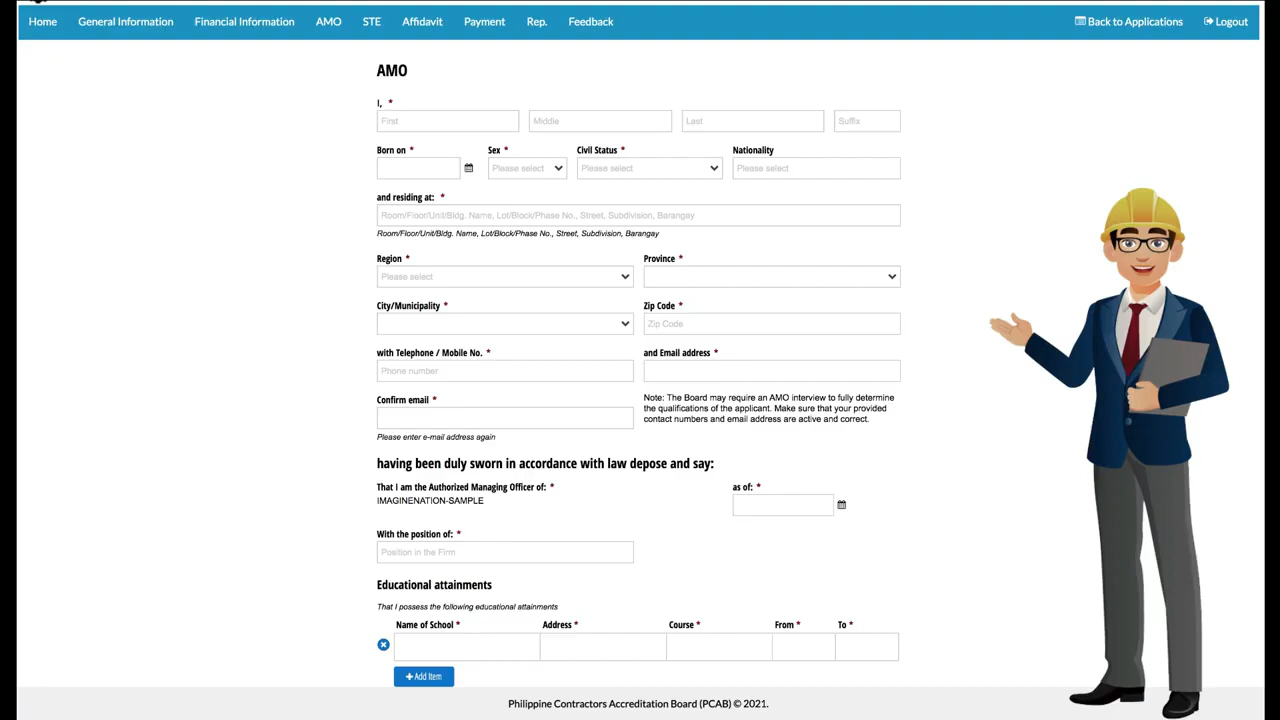 Home General Information Financial Information AMO STE Affidavit Payment Rep. Feedback Back to Applications Logout
AMO
I, *
First Middle Last Suffix
Born on * Sex * Civil Status * Nationality
Please select Please select Please select
and residing at: *
Room/Floor/Unit/Bldg. Name, Lot/Block/Phase No., Street, Subdivision, Barangay
Room/Floor/Unit/Bldg. Name, Lot/Block/Phase No., Street, Subdivision, Barangay
Region * Province *
Please select
City/Municipality * Zip Code *
Zip Code
with Telephone / Mobile No. * and Email address *
Phone number
Confirm email *
Note: The Board may require an AMO interview to fully determine
the qualifications of the applicant. Make sure that your provided
contact numbers and email address are active and correct.
Please enter e-mail address again
having been duly sworn in accordance with law depose and say:
That I am the Authorized Managing Officer of: * as of: *
IMAGINENATION-SAMPLE
With the position of: *
Position in the Firm
Educational attainments
That I possess the following educational attainments
Name of School * Address * Course * From * To *
+ Add Item
Philippine Contractors Accreditation Board (PCAB) © 2021.